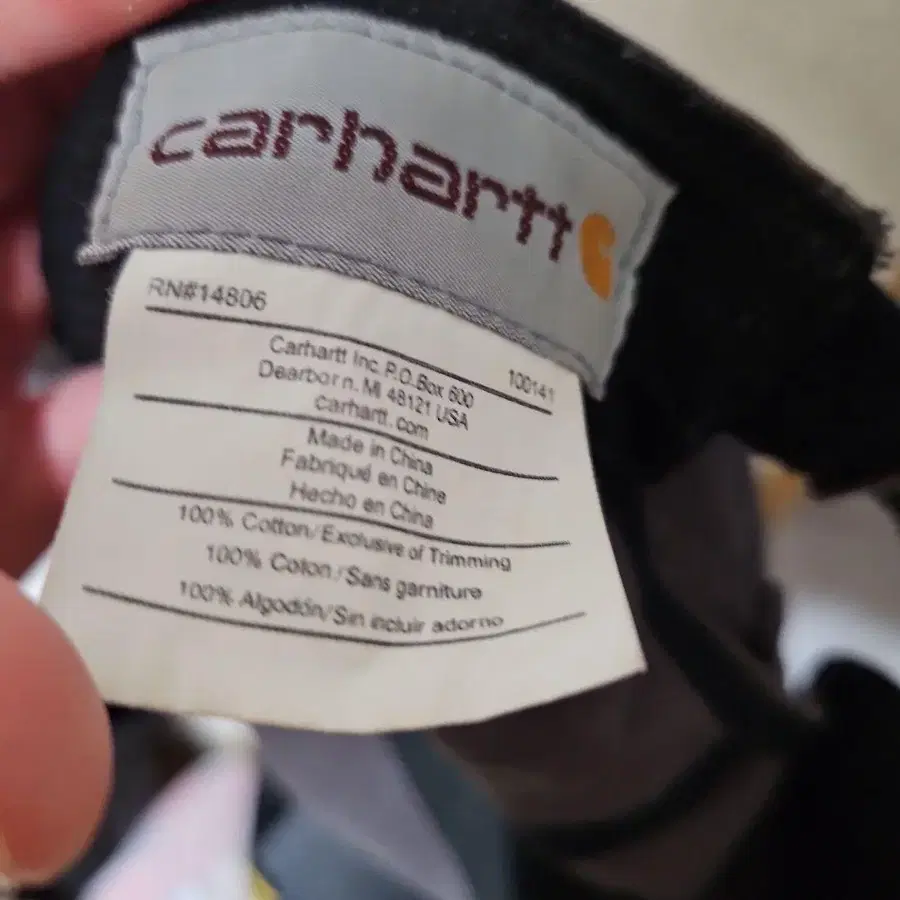 carhartt
RN#14806
100141
Carhartt Inc. P.O.Box 600
Dearborn, MI 48121 USA
carhartt.com
Made in China
Fabriqué en Chine
Hecho en China
100% Cotton/Exclusive of Trimming
100% Coton/Sans garniture
100% Algodón/Sin incluir adorno